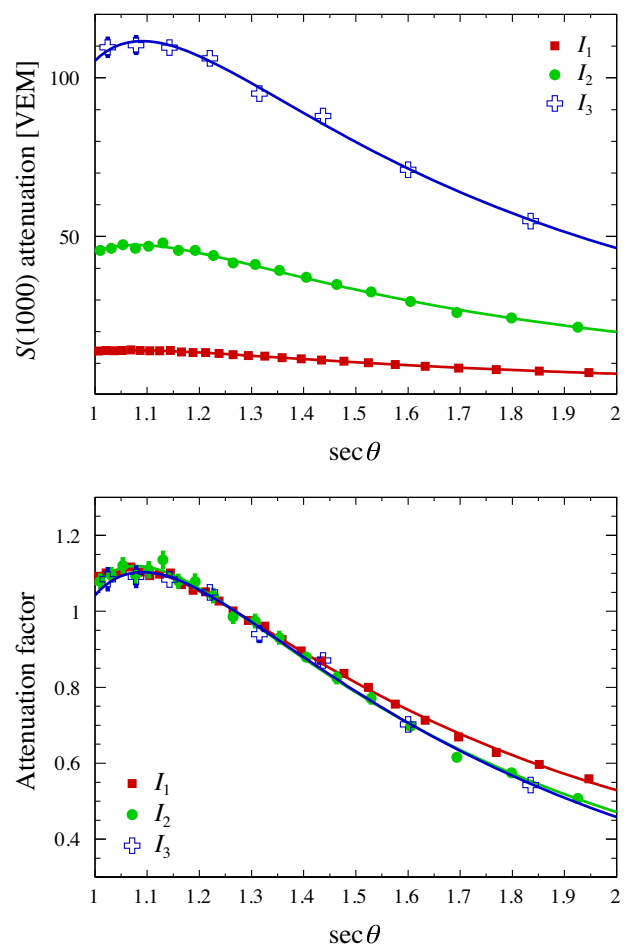 S(1000) attenuation [VEM]
100
50
I₁
I₂
I₃
1 1.1 1.2 1.3 1.4 1.5 1.6 1.7 1.8 1.9 2
sec θ
Attenuation factor
1.2
1
0.8
0.6
0.4
I₁
I₂
I₃
1 1.1 1.2 1.3 1.4 1.5 1.6 1.7 1.8 1.9 2
sec θ